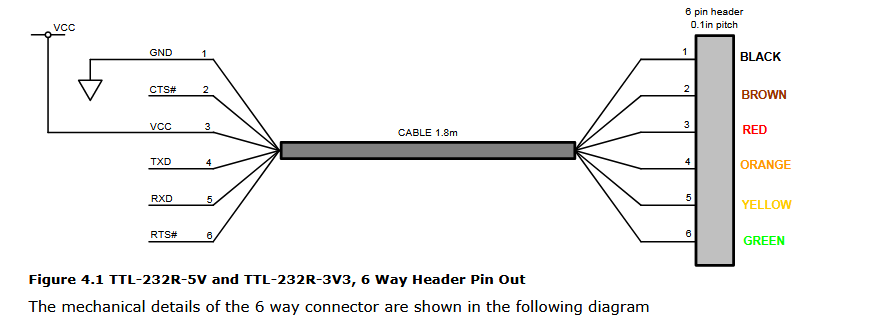 6 pin header
0.1in pitch
VCC
GND 1
1 BLACK
CTS# 2
2 BROWN
VCC 3
CABLE 1.8m
3 RED
TXD 4
4 ORANGE
RXD 5
5 YELLOW
RTS# 6
6 GREEN
Figure 4.1 TTL-232R-5V and TTL-232R-3V3, 6 Way Header Pin Out
The mechanical details of the 6 way connector are shown in the following diagram